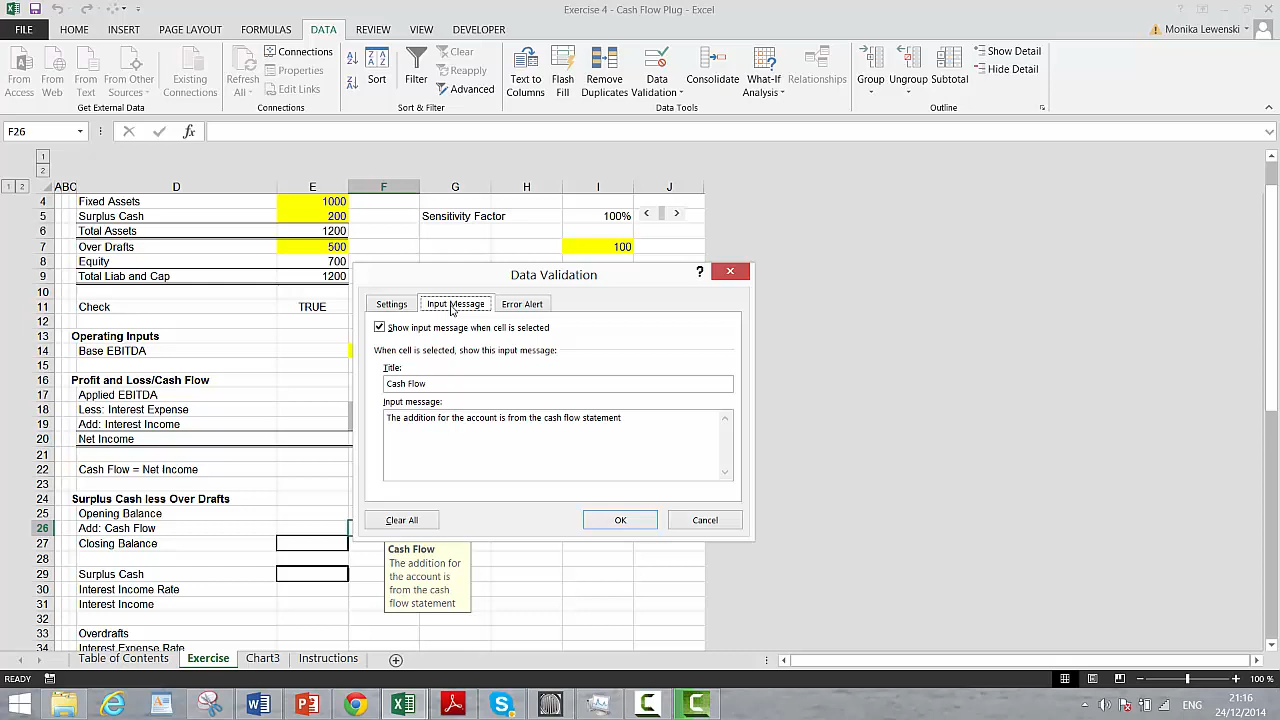 Exercise 4 - Cash Flow Plug - Excel
FILE HOME INSERT PAGE LAYOUT FORMULAS DATA REVIEW VIEW DEVELOPER Monika Lewenski
From Access
From Web
From Text
From Other Sources
Existing Connections
Get External Data
Refresh All
Connections
Properties
Edit Links
Connections
Sort
Filter
Clear
Reapply
Advanced
Sort & Filter
Text to Columns
Flash Fill
Remove Duplicates
Data Validation
Consolidate
What-If Analysis
Relationships
Data Tools
Group
Ungroup
Subtotal
Show Detail
Hide Detail
Outline
F26 fx
1
2
1 2 A B C D E F G H I J
4 Fixed Assets 1000
5 Surplus Cash 200 Sensitivity Factor 100%
6 Total Assets 1200
7 Over Drafts 500 100
8 Equity 700
9 Total Liab and Cap 1200
10
11 Check TRUE
12
13 Operating Inputs
14 Base EBITDA
15
16 Profit and Loss/Cash Flow
17 Applied EBITDA
18 Less: Interest Expense
19 Add: Interest Income
20 Net Income
21
22 Cash Flow = Net Income
23
24 Surplus Cash less Over Drafts
25 Opening Balance
26 Add: Cash Flow
27 Closing Balance
28
29 Surplus Cash
30 Interest Income Rate
31 Interest Income
32
33 Overdrafts
34 Interest Expense Rate
Data Validation ?
Settings Input Message Error Alert
Show input message when cell is selected
When cell is selected, show this input message:
Title:
Cash Flow
Input message:
The addition for the account is from the cash flow statement
Clear All OK Cancel
Cash Flow
The addition for
the account is
from the cash
flow statement
Table of Contents Exercise Chart3 Instructions
READY 100 %
ENG
21:16
24/12/2014